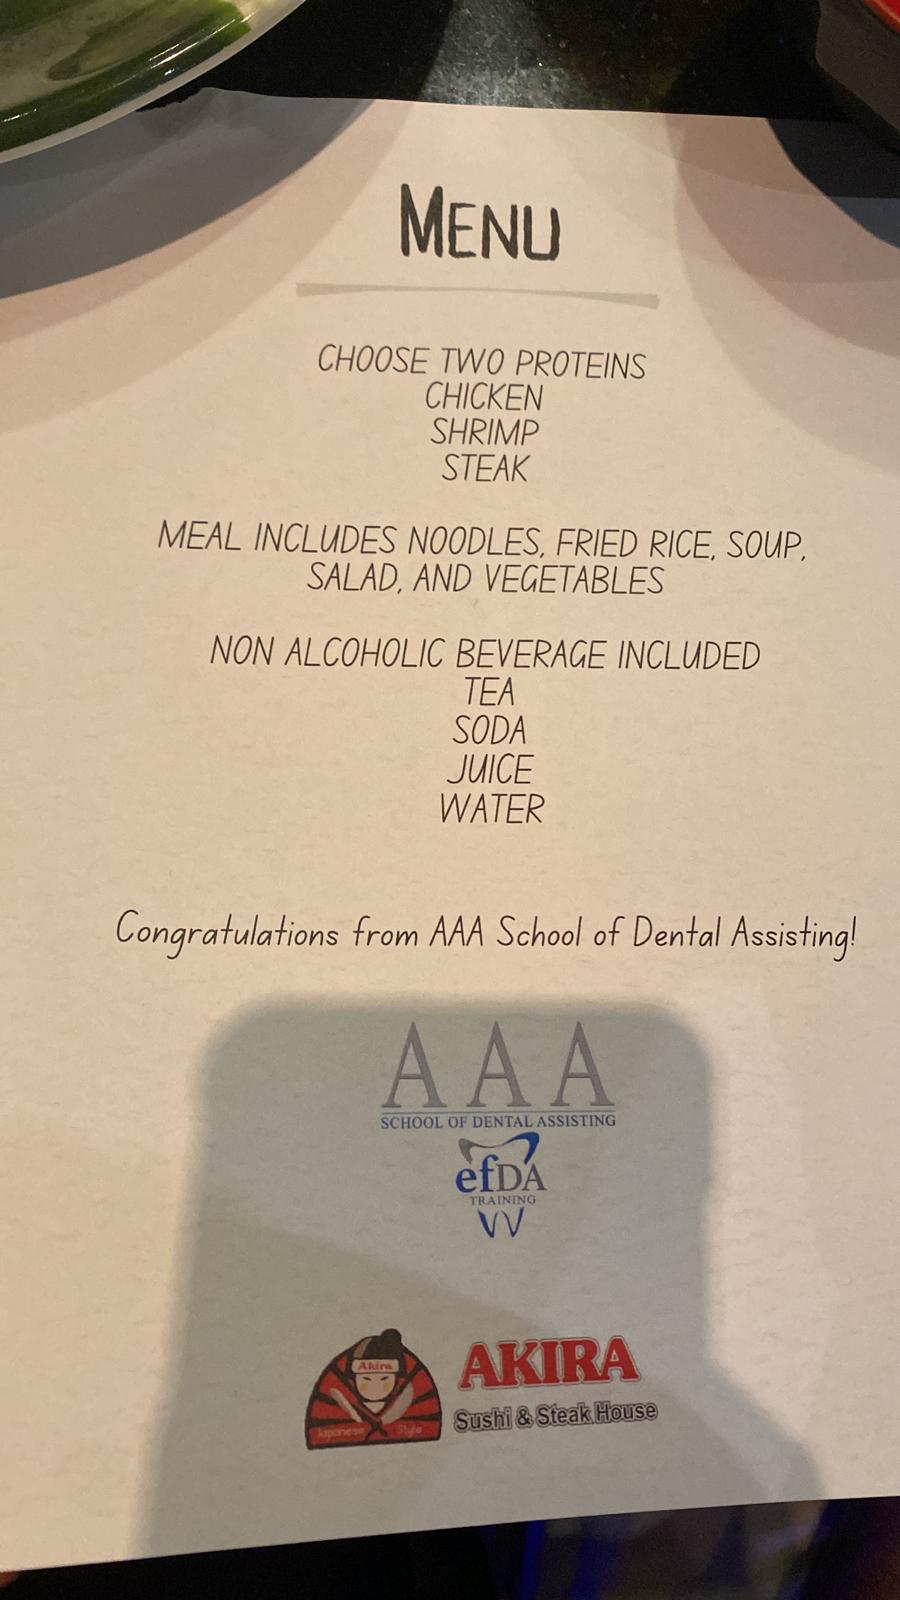 MENU
CHOOSE TWO PROTEINS
CHICKEN
SHRIMP
STEAK
MEAL INCLUDES NOODLES, FRIED RICE, SOUP,
SALAD, AND VEGETABLES
NON ALCOHOLIC BEVERAGE INCLUDED
TEA
SODA
JUICE
WATER
Congratulations from AAA School of Dental Assisting!
AAA
SCHOOL OF DENTAL ASSISTING
efDA
TRAINING
Akira
Japanese Style
AKIRA
Sushi & Steak House